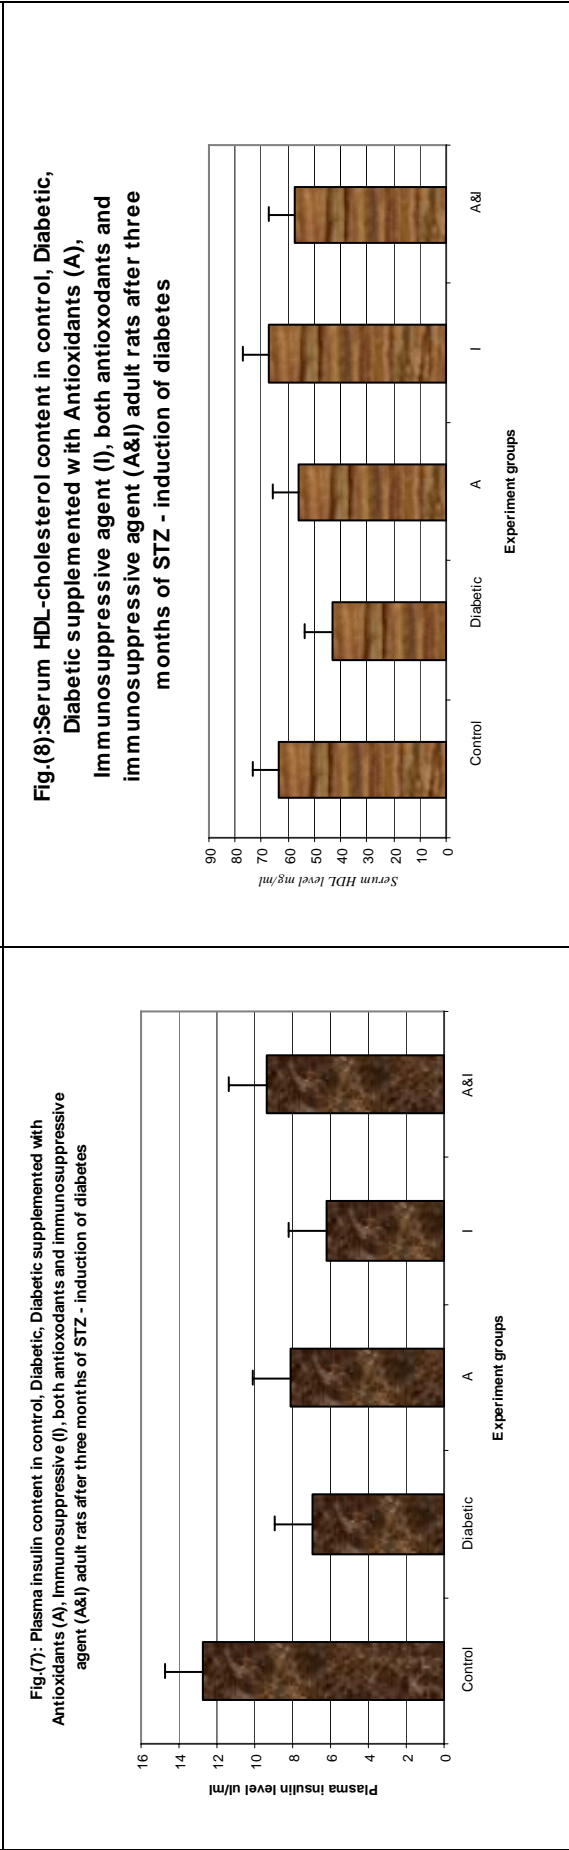 Fig.(7): Plasma insulin content in control, Diabetic, Diabetic supplemented with
Antioxidants (A), Immunosuppressive (I), both antioxodants and immunosuppressive
agent (A&I) adult rats after three months of STZ - induction of diabetes
16
14
12
10
8
6
4
2
0
Plasma insulin level ul/ml
Control
Diabetic
A
I
A&I
Experiment groups
Fig.(8):Serum HDL-cholesterol content in control, Diabetic,
Diabetic supplemented with Antioxidants (A),
Immunosuppressive agent (I), both antioxodants and
immunosuppressive agent (A&I) adult rats after three
months of STZ - induction of diabetes
90
80
70
60
50
40
30
20
10
0
Serum HDL level mg/ml
Control
Diabetic
A
I
A&I
Experiment groups